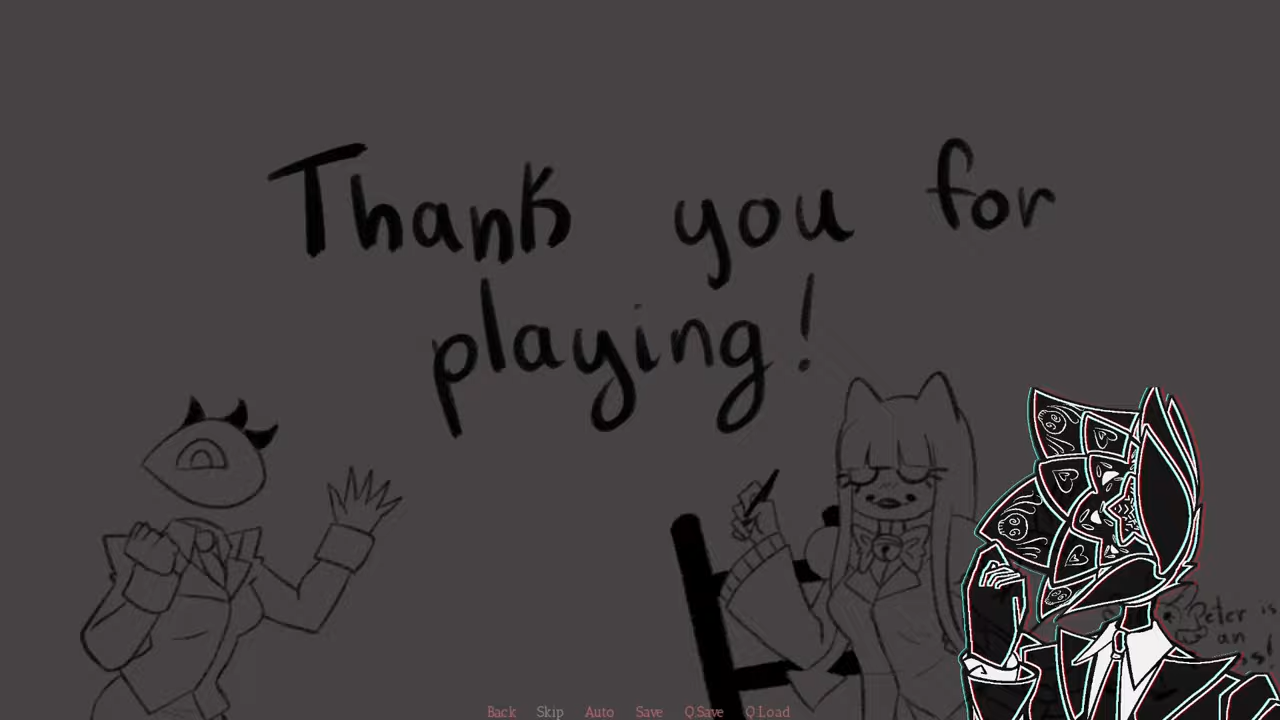 Thank you for
playing!
Peter is
an
Back Skip Auto Save Q.Save Q.Load